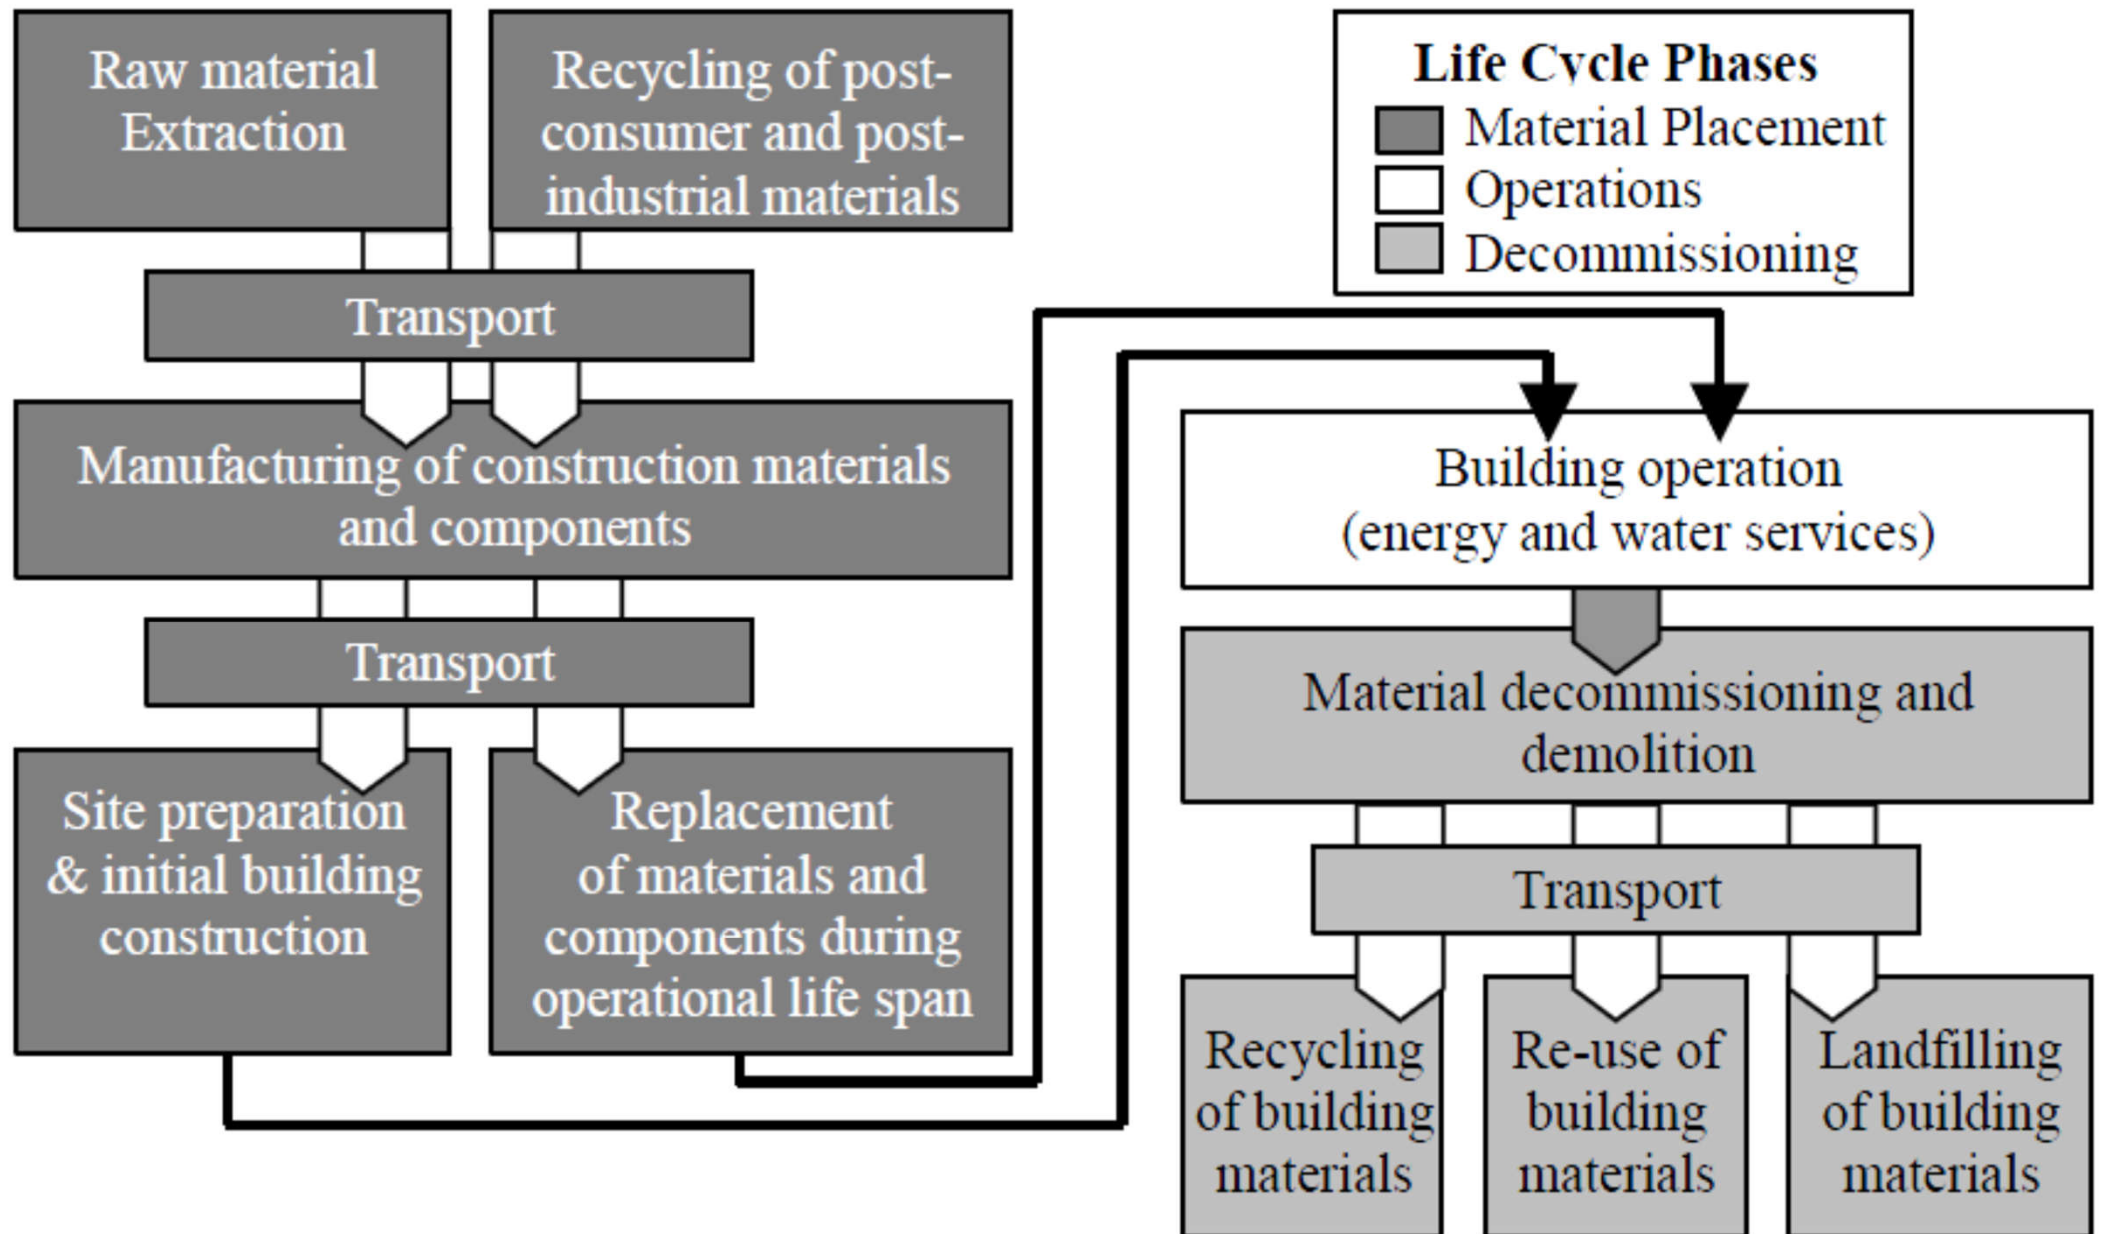 Raw material
Extraction
Recycling of post-
consumer and post-
industrial materials
Transport
Manufacturing of construction materials
and components
Transport
Site preparation
& initial building
construction
Replacement
of materials and
components during
operational life span
Life Cycle Phases
Material Placement
Operations
Decommissioning
Building operation
(energy and water services)
Material decommissioning and
demolition
Transport
Recycling
of building
materials
Re-use of
building
materials
Landfilling
of building
materials